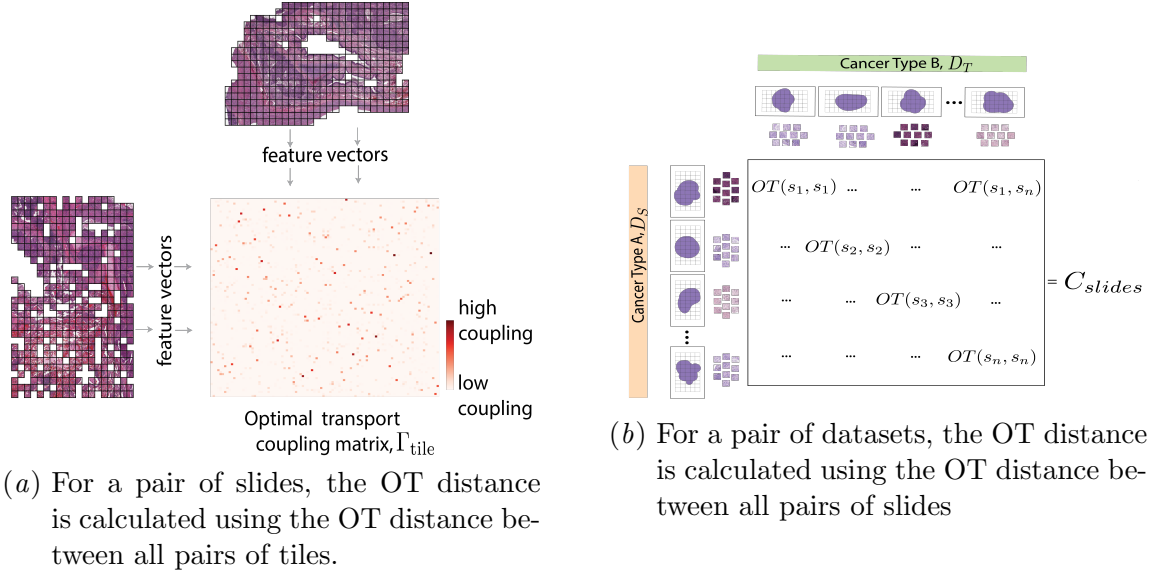 feature vectors
feature vectors
high
coupling
low
coupling
Optimal transport
coupling matrix, Γtile
(a) For a pair of slides, the OT distance
is calculated using the OT distance be-
tween all pairs of tiles.
Cancer Type B, D_T
Cancer Type A, D_S
OT(s1, s1) ... ... OT(s1, sn)
... OT(s2, s2) ... ...
... ... OT(s3, s3) ...
... ... ... OT(sn, sn)
= C_slides
(b) For a pair of datasets, the OT distance
is calculated using the OT distance be-
tween all pairs of slides